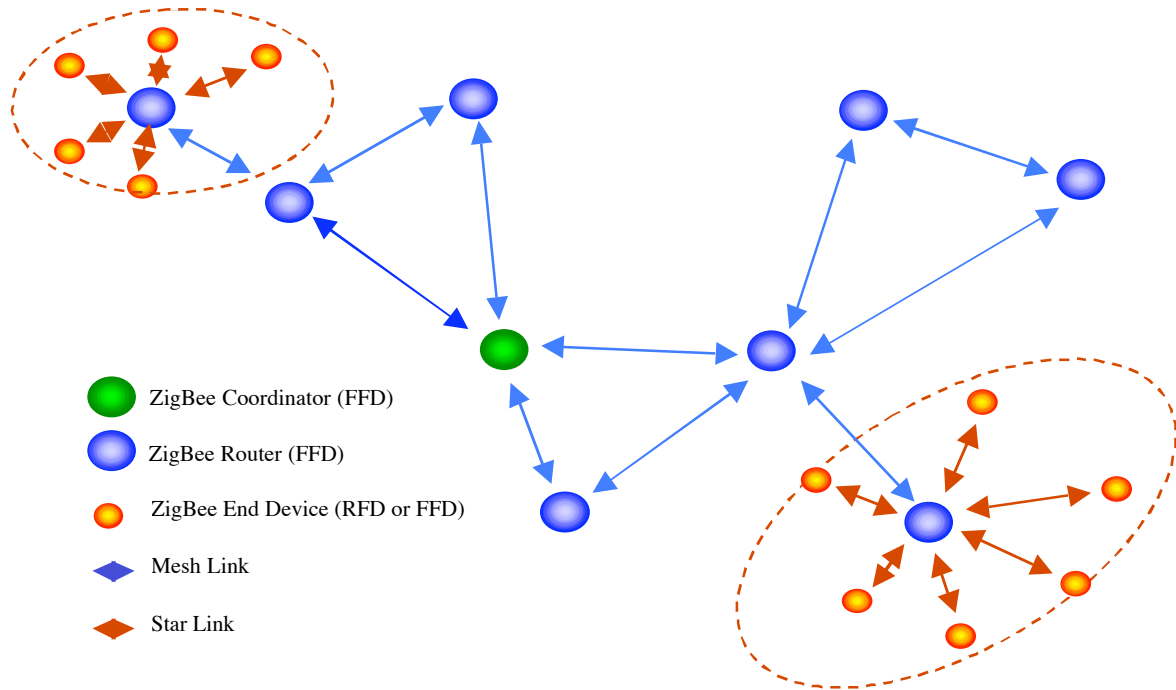 ZigBee Coordinator (FFD)
ZigBee Router (FFD)
ZigBee End Device (RFD or FFD)
Mesh Link
Star Link